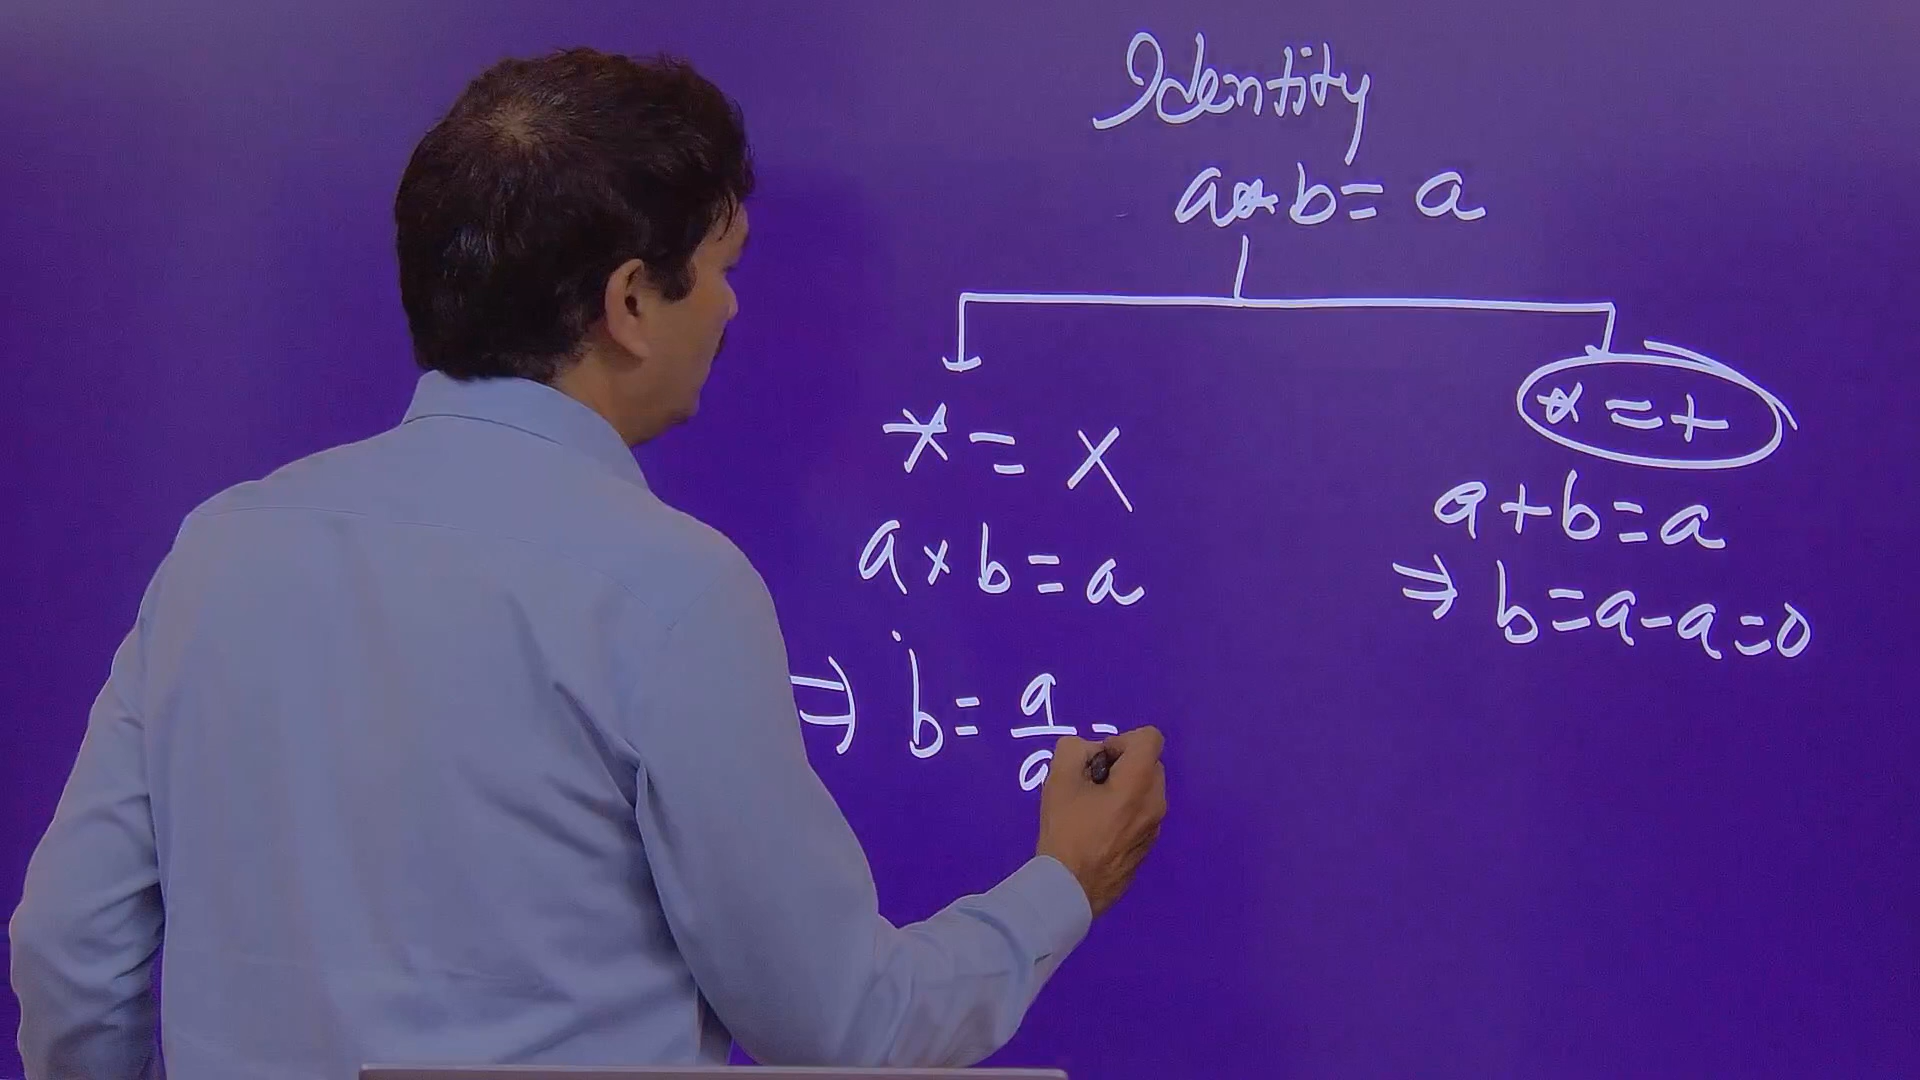 Identity
a * b = a
* = ×
a × b = a
⇒ b = a/a =
* = +
a + b = a
⇒ b = a - a = 0